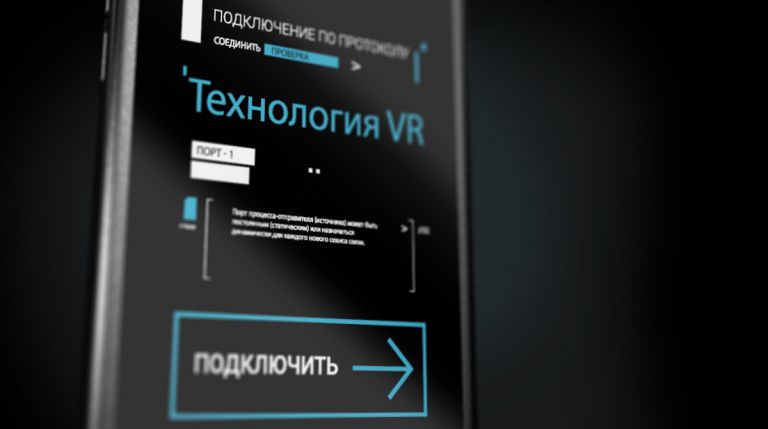 ПОДКЛЮЧЕНИЕ ПО ПРОТОКОЛУ
СОЕДИНИТЬ ПРОВЕРКА >
Технология VR
ПОРТ - 1
Порт процесса-отправителя (источника) может быть
постоянным (статическим) или назначаться
динамически для каждого нового сеанса связи.
>
ПОДКЛЮЧИТЬ